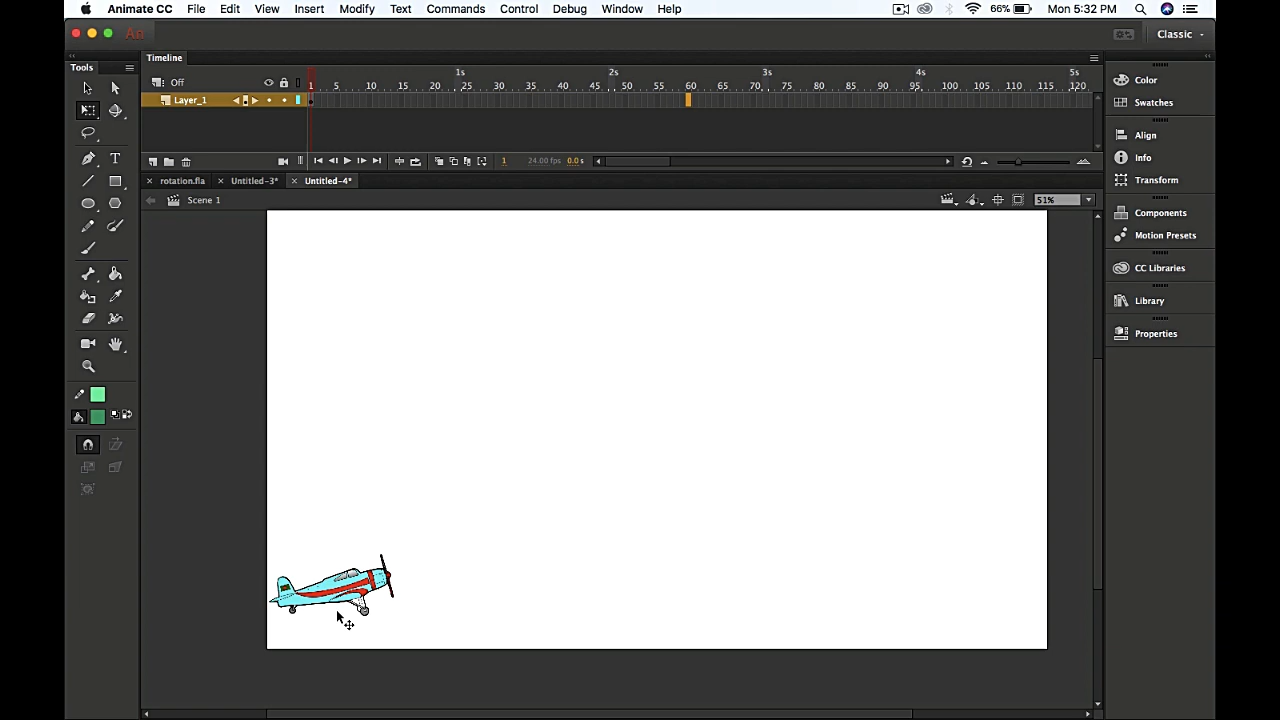 Animate CC File Edit View Insert Modify Text Commands Control Debug Window Help 66% Mon 5:32 PM
An Classic
Tools Timeline
1s 2s 3s 4s 5s
Off 1 5 10 15 20 25 30 35 40 45 50 55 60 65 70 75 80 85 90 95 100 105 110 115 120
Layer_1
1 24.00 fps 0.0 s
rotation.fla Untitled-3* Untitled-4*
Scene 1 51%
Color
Swatches
Align
Info
Transform
Components
Motion Presets
CC Libraries
Library
Properties